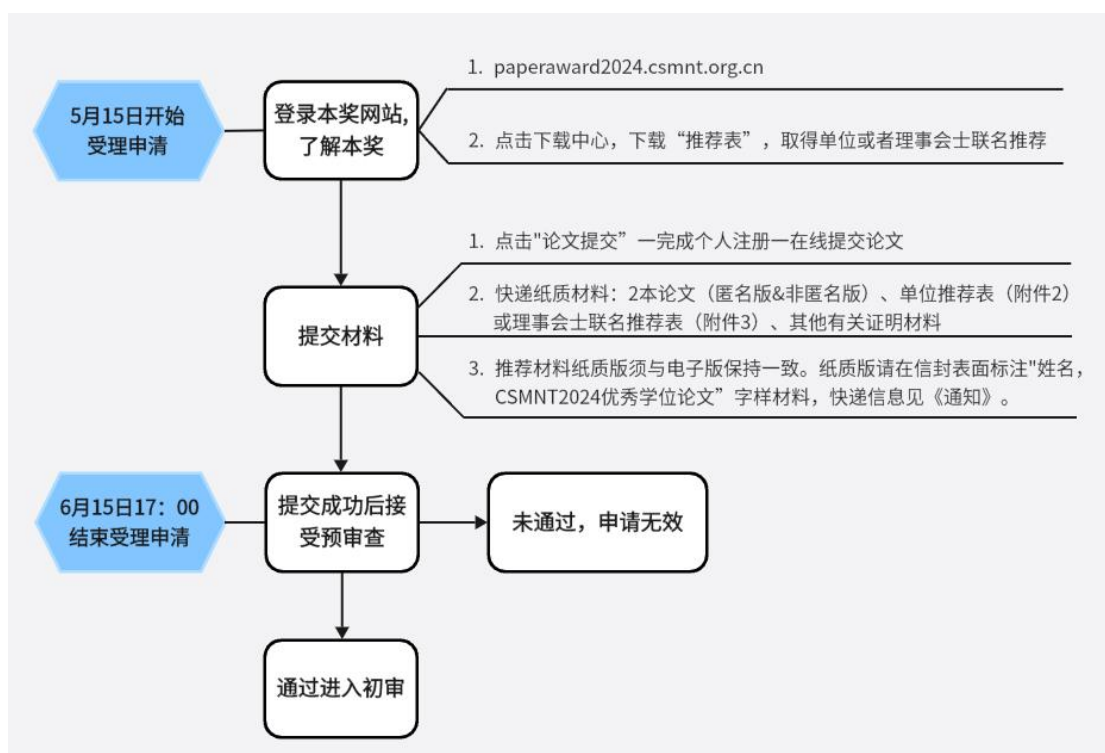 5月15日开始
受理申请
登录本奖网站,
了解本奖
1. paperaward2024.csmnt.org.cn
2. 点击下载中心，下载“推荐表”，取得单位或者理事会士联名推荐
1. 点击"论文提交”一完成个人注册一在线提交论文
2. 快递纸质材料：2本论文（匿名版&非匿名版）、单位推荐表（附件2）
或理事会士联名推荐表（附件3）、其他有关证明材料
提交材料
3. 推荐材料纸质版须与电子版保持一致。纸质版请在信封表面标注"姓名，
CSMNT2024优秀学位论文”字样材料，快递信息见《通知》。
6月15日17：00
结束受理申请
提交成功后接
受预审查
未通过，申请无效
通过进入初审